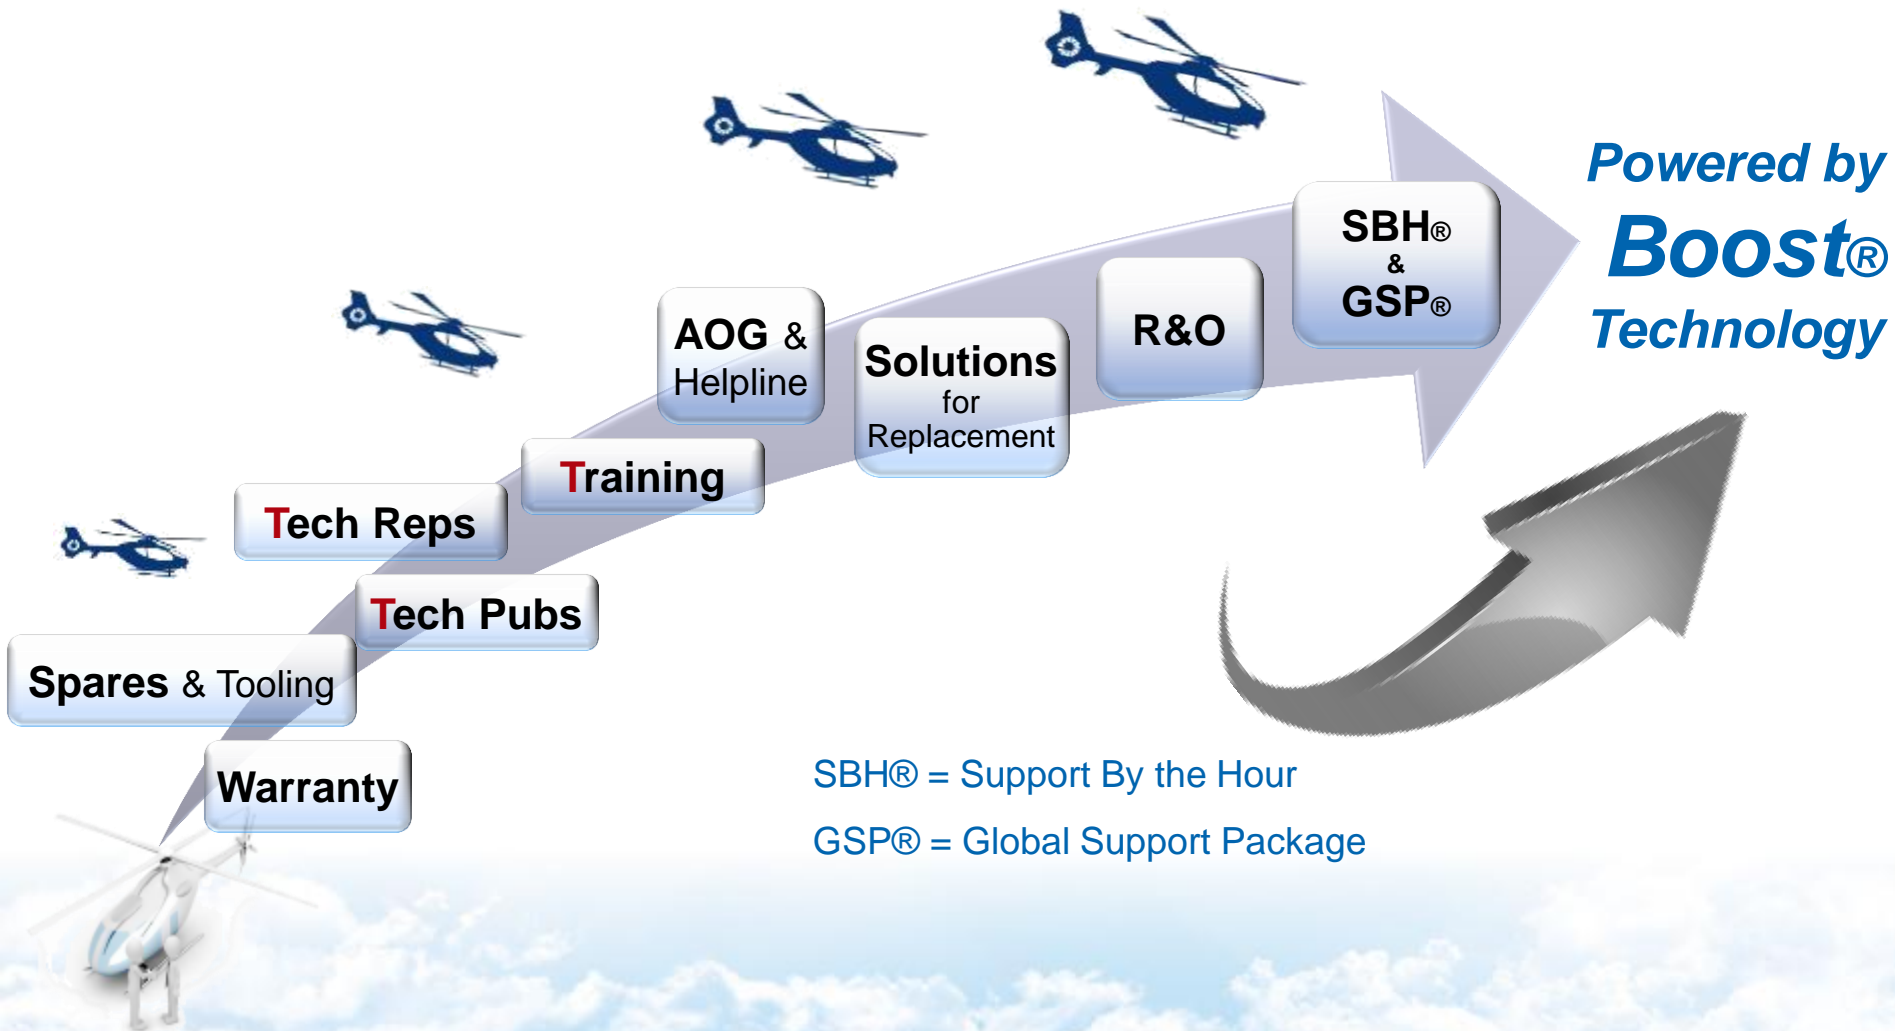 Powered by
Boost®
Technology
SBH®
&
GSP®
R&O
AOG &
Helpline
Solutions
for
Replacement
Training
Tech Reps
Tech Pubs
Spares & Tooling
Warranty
SBH® = Support By the Hour
GSP® = Global Support Package